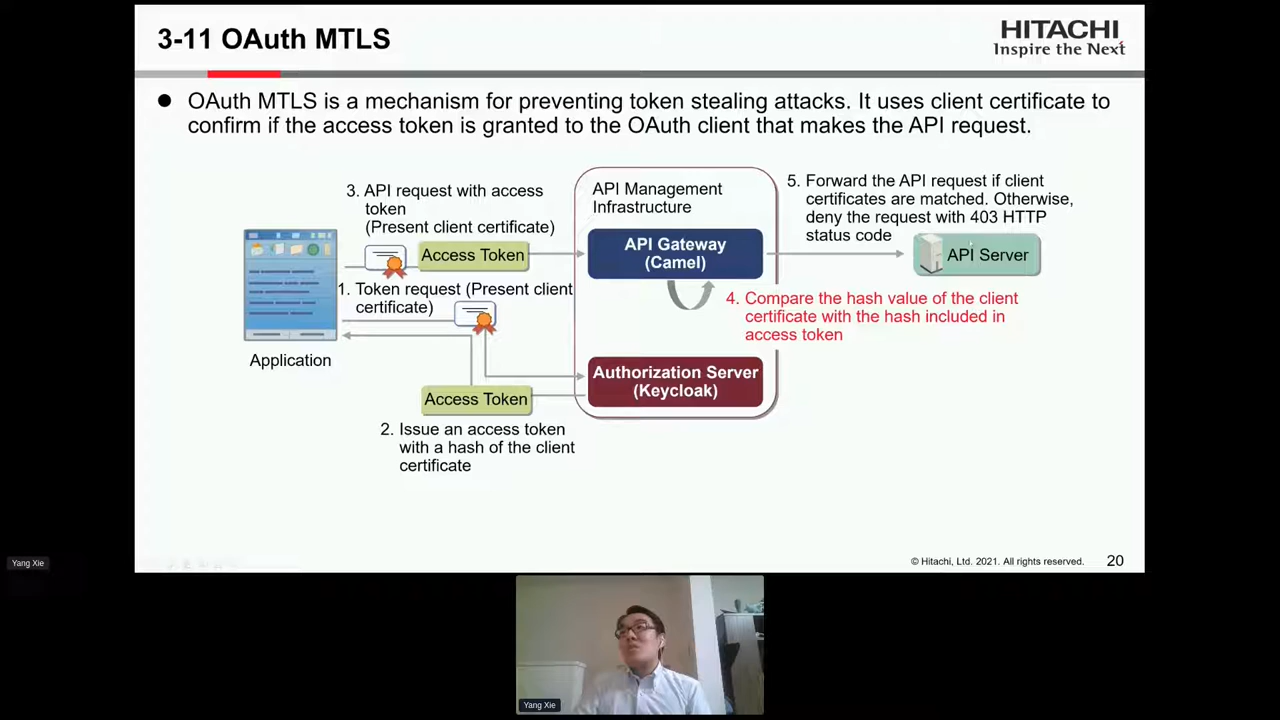 3-11 OAuth MTLS
HITACHI
Inspire the Next
● OAuth MTLS is a mechanism for preventing token stealing attacks. It uses client certificate to
confirm if the access token is granted to the OAuth client that makes the API request.
3. API request with access
token
(Present client certificate)
Access Token
1. Token request (Present client
certificate)
Application
Access Token
2. Issue an access token
with a hash of the client
certificate
API Management
Infrastructure
API Gateway
(Camel)
Authorization Server
(Keycloak)
5. Forward the API request if client
certificates are matched. Otherwise,
deny the request with 403 HTTP
status code
API Server
4. Compare the hash value of the client
certificate with the hash included in
access token
© Hitachi, Ltd. 2021. All rights reserved.
20
Yang Xie
Yang Xie